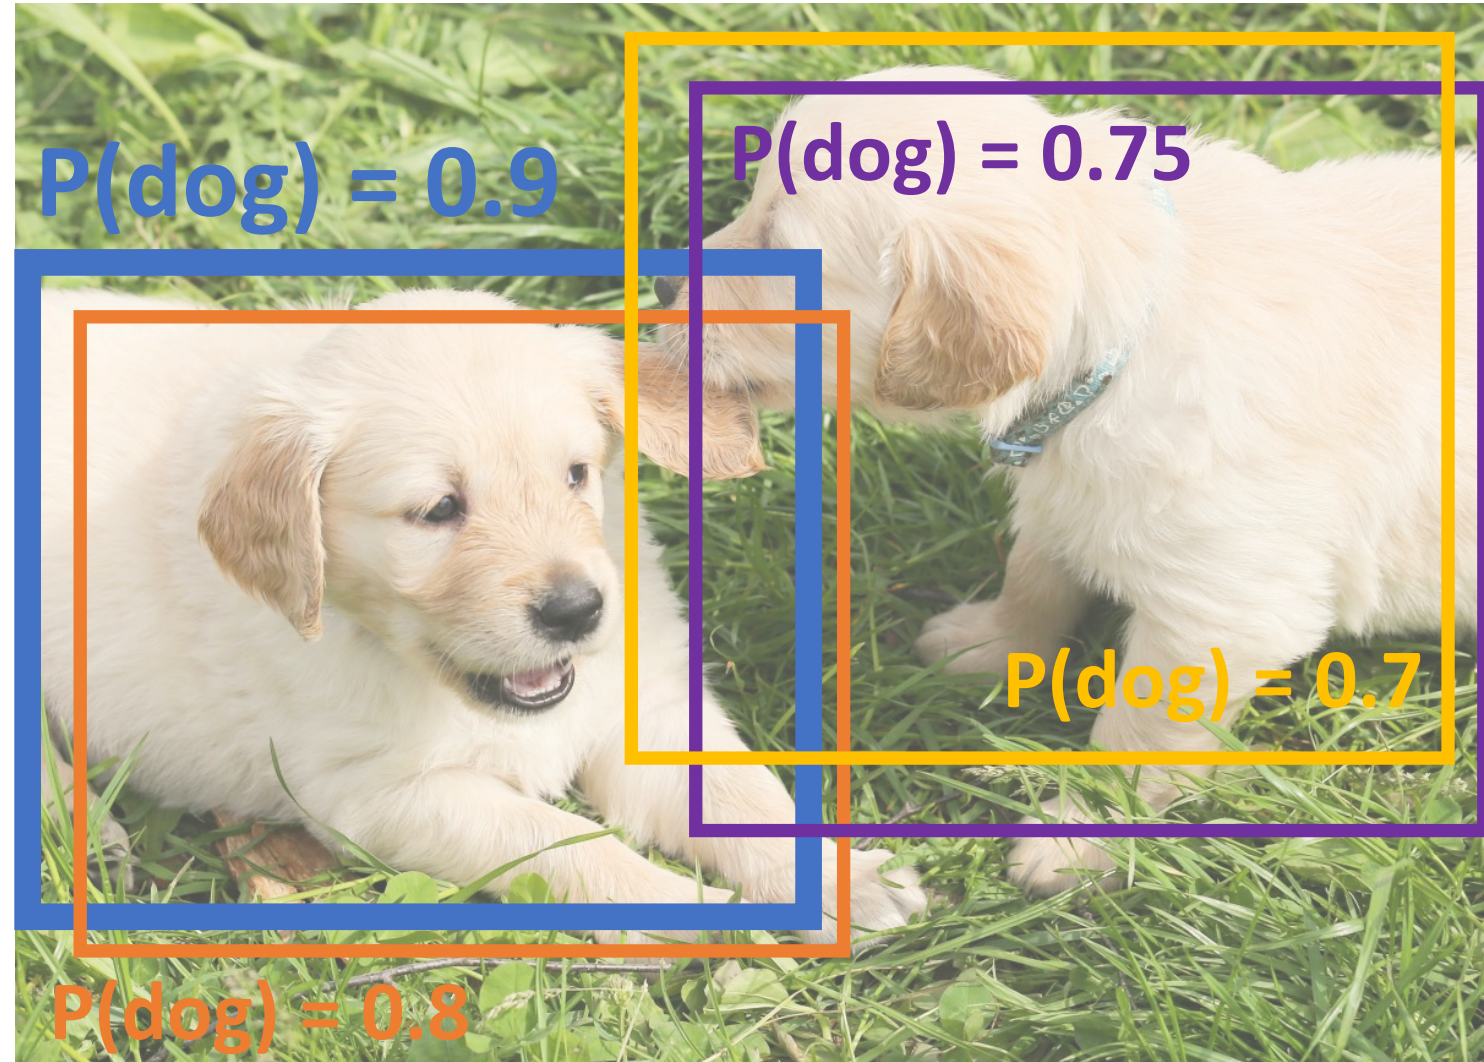 P(dog) = 0.75
P(dog) = 0.9
P(dog) = 0.7
P(dog) = 0.8